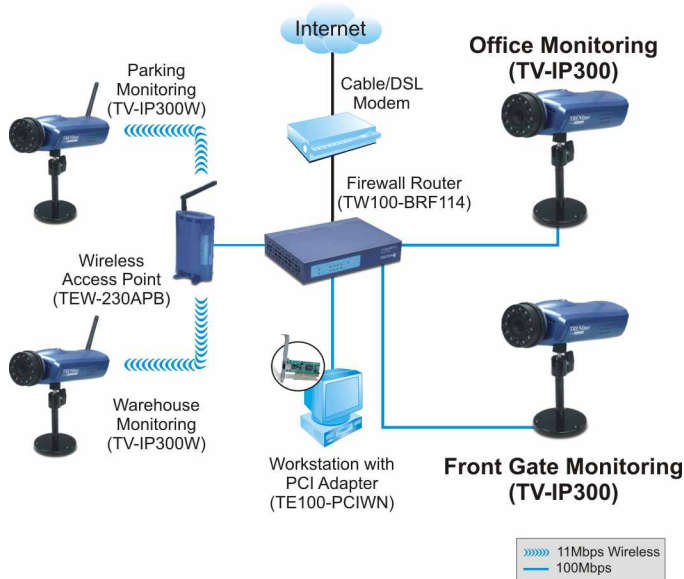 Internet
Office Monitoring
(TV-IP300)
Parking
Monitoring
(TV-IP300W)
Cable/DSL
Modem
TRENDnet
Firewall Router
(TW100-BRF114)
Wireless
Access Point
(TEW-230APB)
TRENDnet
Warehouse
Monitoring
(TV-IP300W)
Workstation with
PCI Adapter
(TE100-PCIWN)
Front Gate Monitoring
(TV-IP300)
11Mbps Wireless
100Mbps